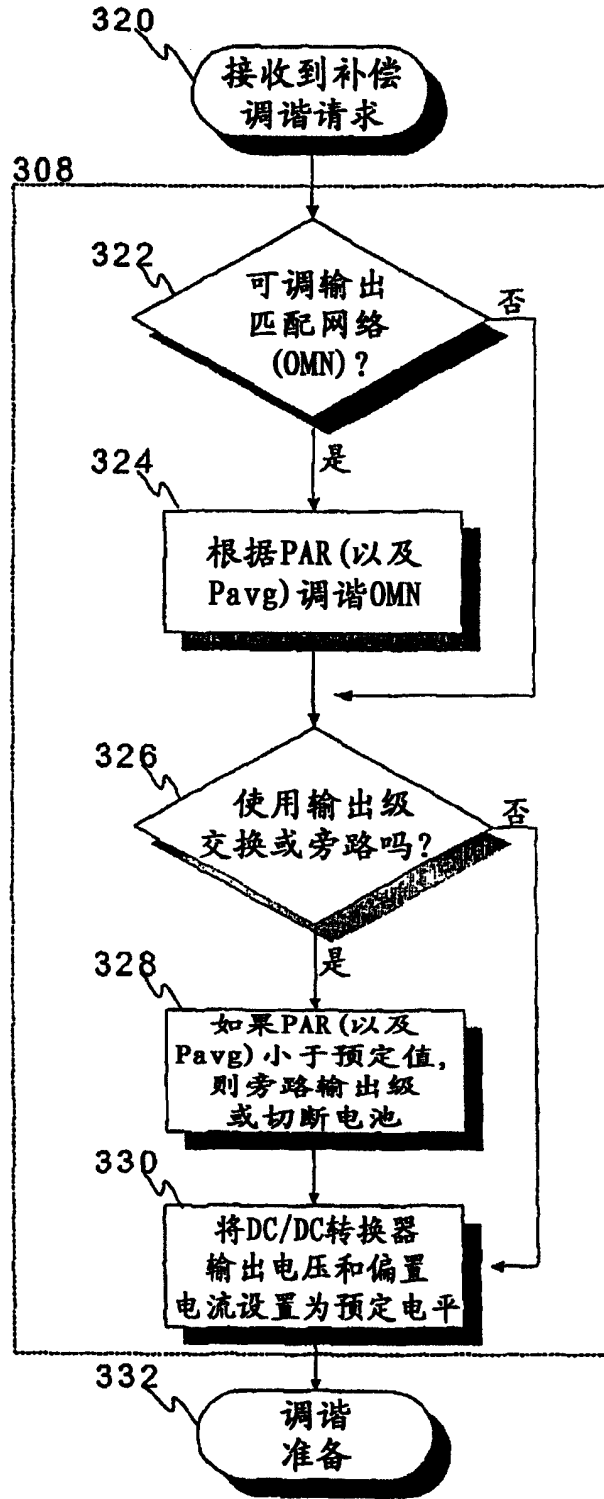 320
接收到补偿
调谐请求
308
322
可调输出
匹配网络
(OMN)?
否
是
324
根据PAR(以及
Pavg)调谐OMN
326
使用输出级
交换或旁路吗?
否
是
328
如果PAR(以及
Pavg)小于预定值,
则旁路输出级
或切断电池
330
将DC/DC转换器
输出电压和偏置
电流设置为预定电平
332
调谐
准备